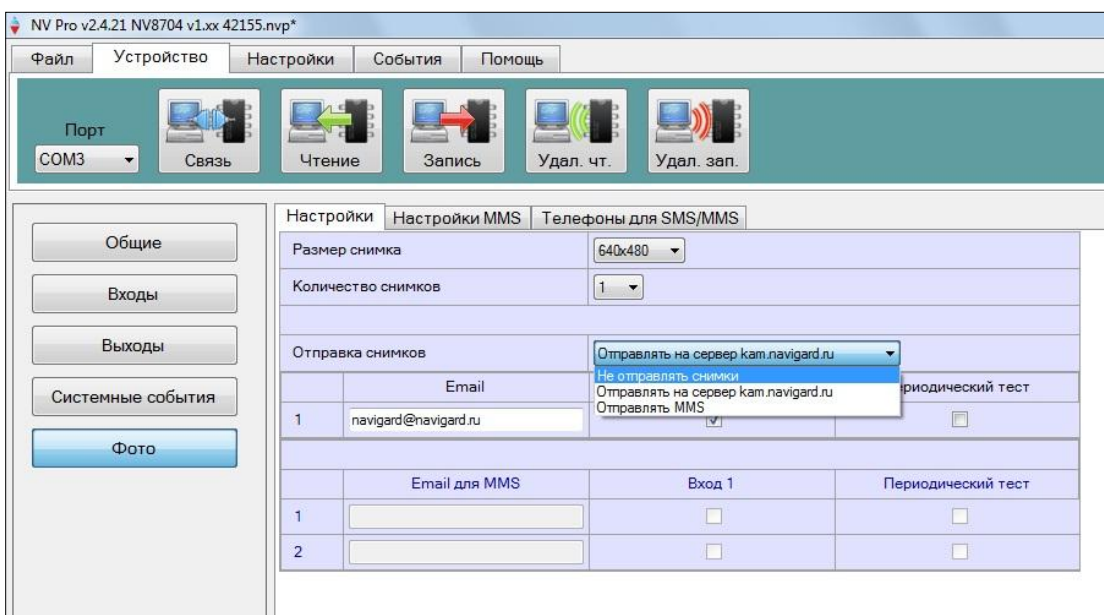 NV Pro v2.4.21 NV8704 v1.xx 42155.nvp*
Файл Устройство Настройки События Помощь
Порт
COM3
Связь Чтение Запись Удал. чт. Удал. зап.
Общие
Входы
Выходы
Системные события
Фото
Настройки Настройки MMS Телефоны для SMS/MMS
Размер снимка 640x480
Количество снимков 1
Отправка снимков Отправлять на сервер kam.navigard.ru
Не отправлять снимки
Отправлять на сервер kam.navigard.ru
Отправлять MMS
Email риодический тест
1 navigard@navigard.ru
Email для MMS Вход 1 Периодический тест
1
2